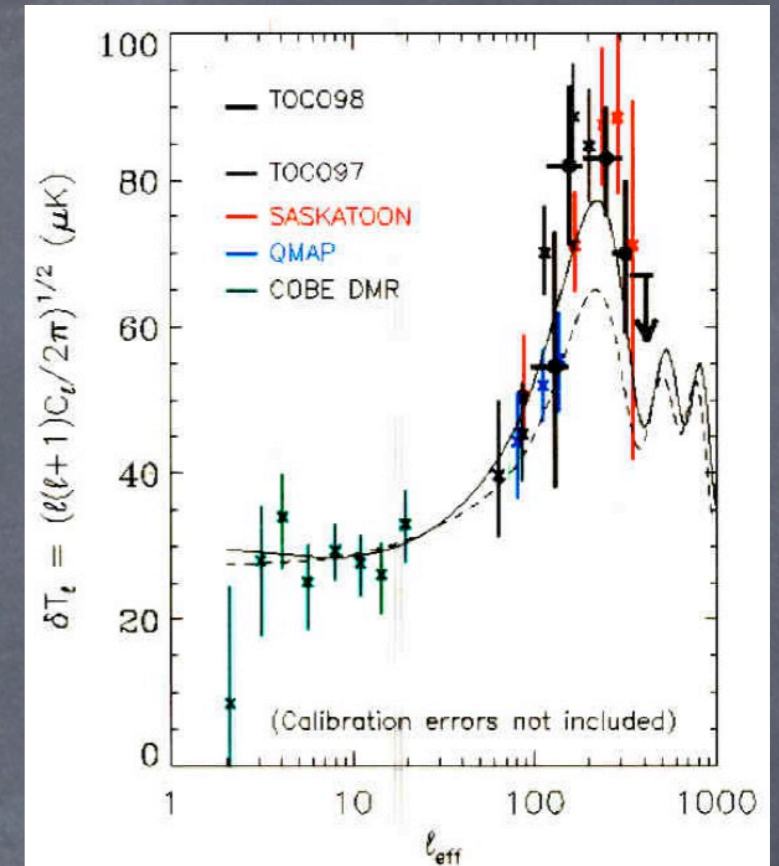 100
80
60
40
20
0
δT_ℓ = (ℓ(ℓ+1)C_ℓ/2π)^{1/2} (μK)
TOCO98
TOCO97
SASKATOON
QMAP
COBE DMR
(Calibration errors not included)
1 10 100 1000
ℓ_eff